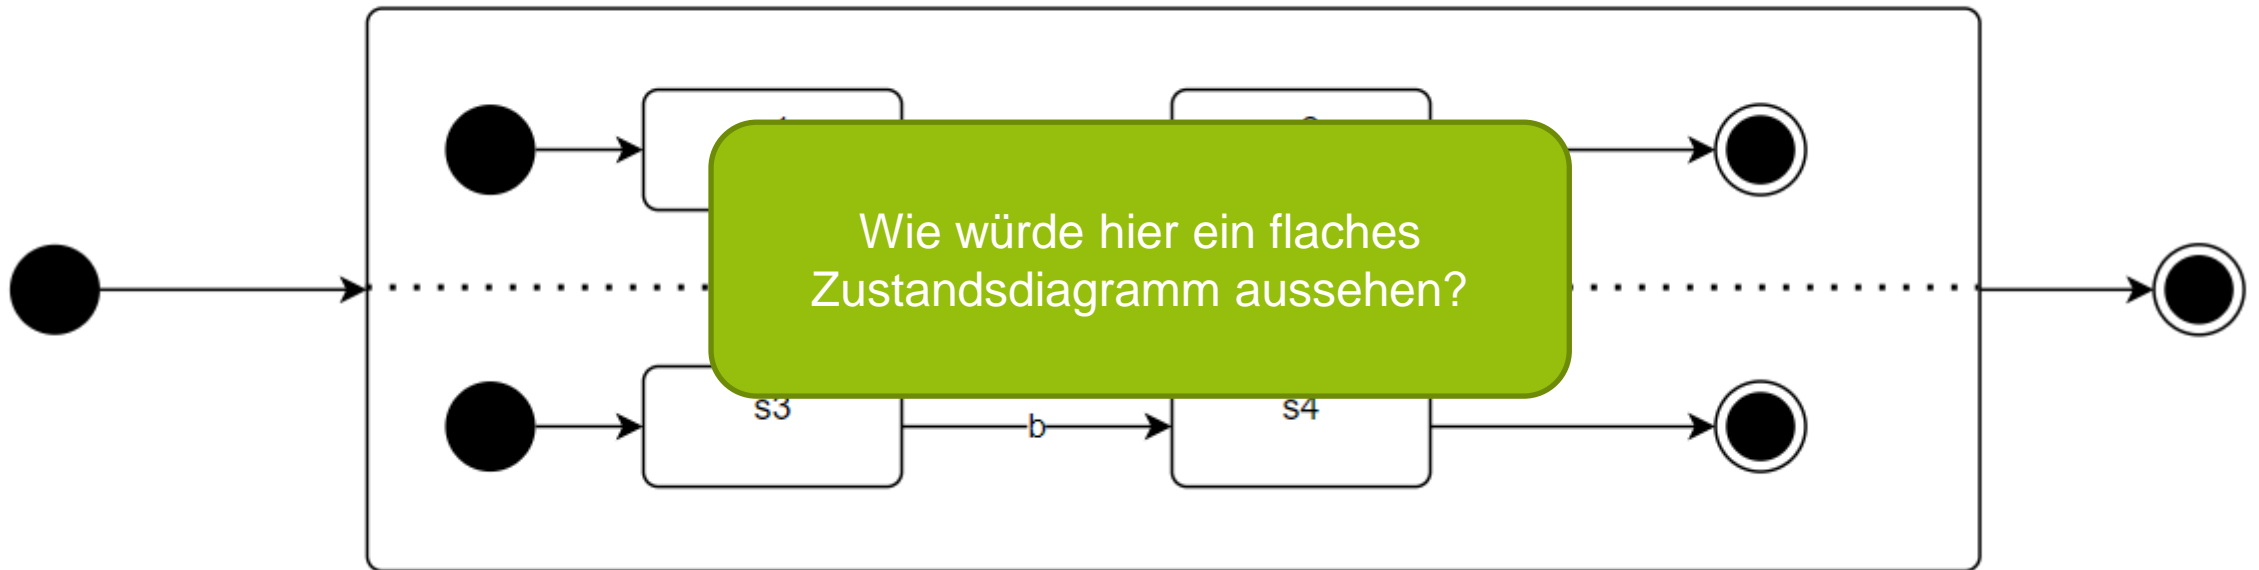 Wie würde hier ein flaches
Zustandsdiagramm aussehen?
s3
b
s4